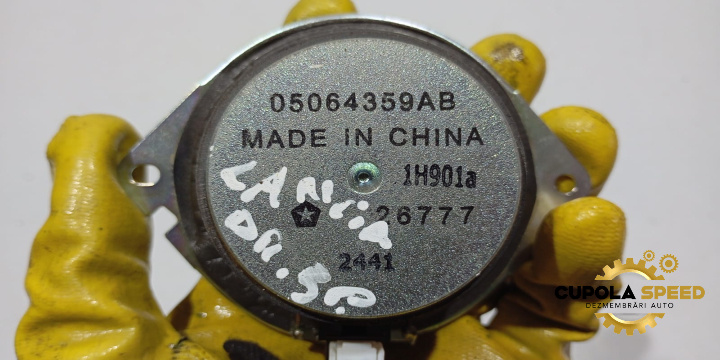 05064359AB
MADE IN CHINA
1H901a
LANCIA
26777
DR.SP
2441
CUPOLA SPEED
DEZMEMBRĂRI AUTO